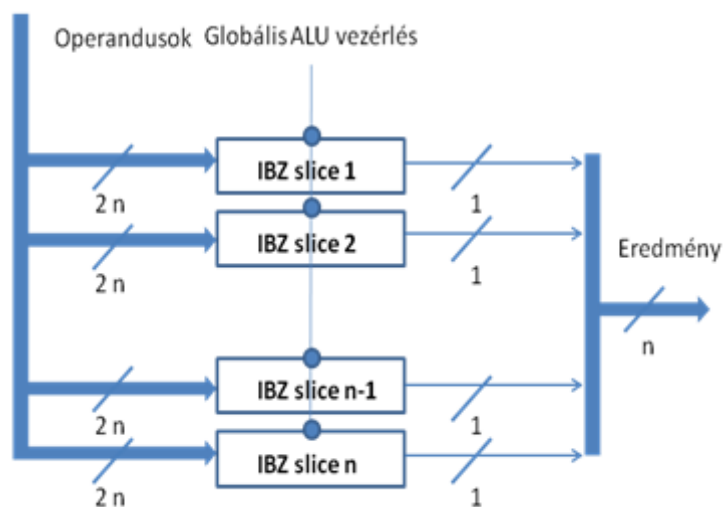 Operandusok
Globális ALU vezérlés
IBZ slice 1
2 n
1
IBZ slice 2
2 n
1
Eredmény
n
IBZ slice n-1
2 n
1
IBZ slice n
2 n
1